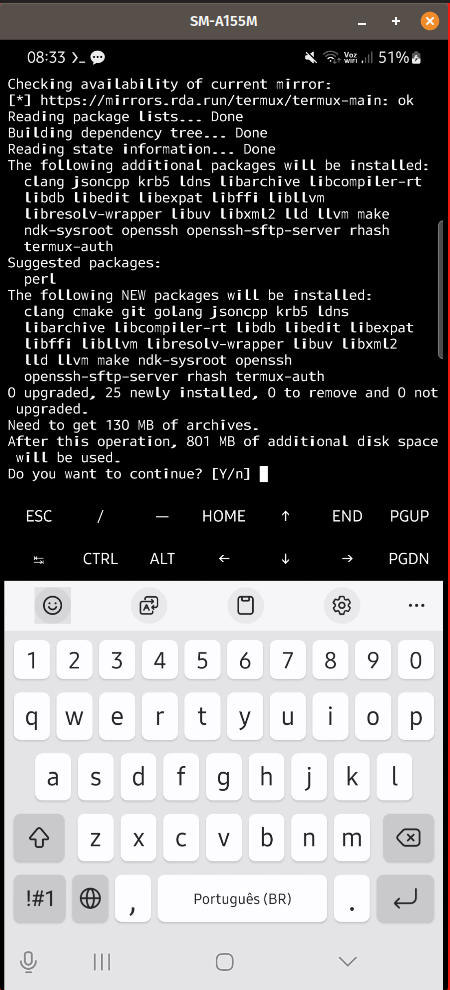 SM-A155M
08:33 >_ Voz WiFi 51%
Checking availability of current mirror:
[*] https://mirrors.rda.run/termux/termux-main: ok
Reading package lists... Done
Building dependency tree... Done
Reading state information... Done
The following additional packages will be installed:
clang jsoncpp krb5 ldns libarchive libcompiler-rt
libdb libedit libexpat libffi libllvm
libresolv-wrapper libuv libxml2 lld llvm make
ndk-sysroot openssh openssh-sftp-server rhash
termux-auth
Suggested packages:
perl
The following NEW packages will be installed:
clang cmake git golang jsoncpp krb5 ldns
libarchive libcompiler-rt libdb libedit libexpat
libffi libllvm libresolv-wrapper libuv libxml2
lld llvm make ndk-sysroot openssh
openssh-sftp-server rhash termux-auth
0 upgraded, 25 newly installed, 0 to remove and 0 not
upgraded.
Need to get 130 MB of archives.
After this operation, 801 MB of additional disk space
will be used.
Do you want to continue? [Y/n]
ESC / — HOME ↑ END PGUP
↹ CTRL ALT ← ↓ → PGDN
1 2 3 4 5 6 7 8 9 0
q w e r t y u i o p
a s d f g h j k l
z x c v b n m
!#1 , Português (BR) .